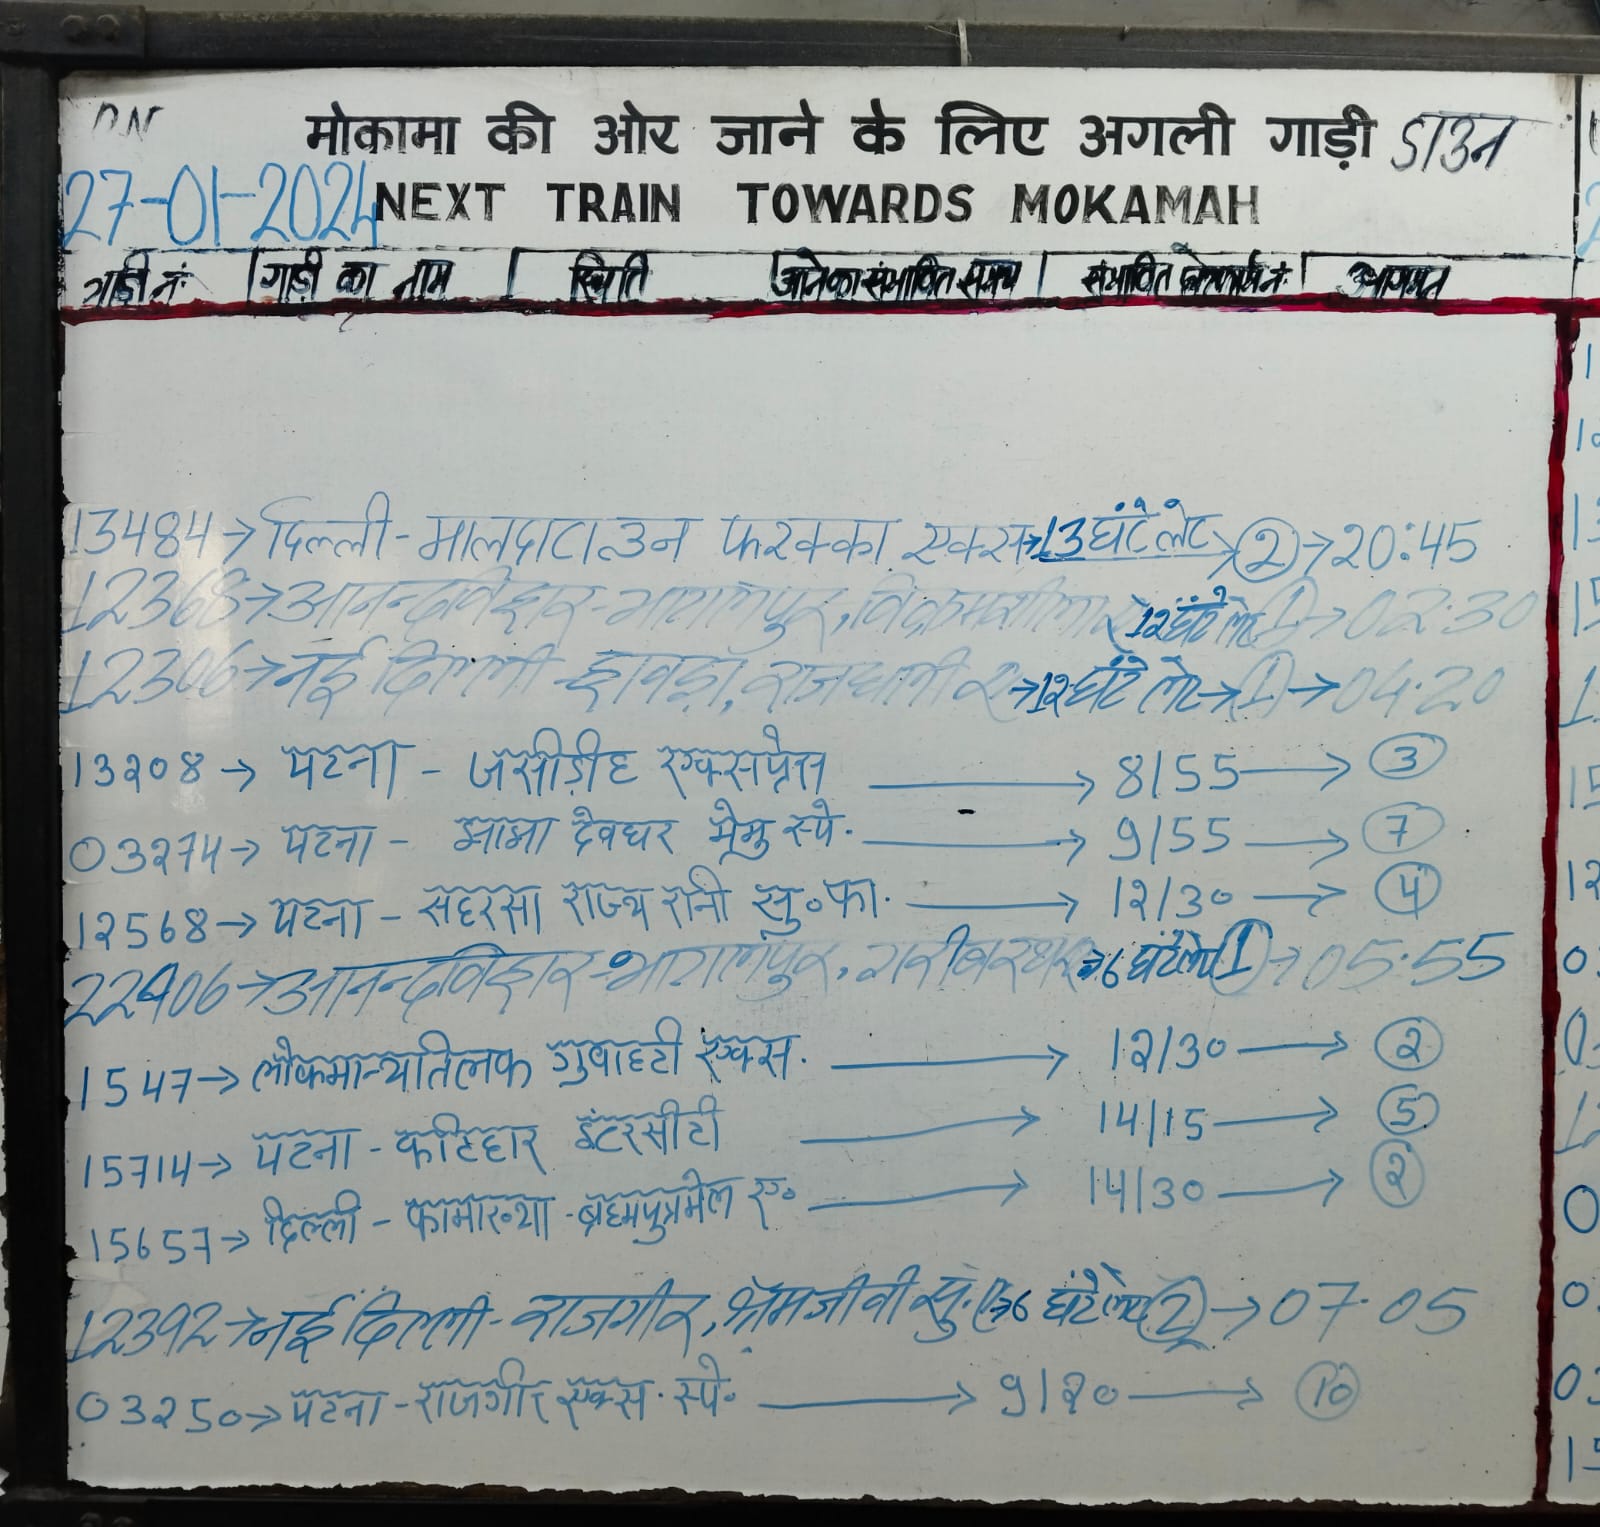 DN
मोकामा की ओर जाने के लिए अगली गाड़ी डाउन
27-01-2024 NEXT TRAIN TOWARDS MOKAMAH
गाड़ी नं. गाड़ी का नाम स्थिति आने का संभावित समय संभावित प्लेटफार्म नं. आगमन
13484→दिल्ली-मालदाटाउन फरक्का एक्स→13 घंटे लेट→2→20:45
12368→आनन्दविहार-भागलपुर, विक्रमशीला ए 12 घंटे लेट 1→02:30
12306→नई दिल्ली-हावड़ा, राजधानी ए→12 घंटे लेट→1→04.20
13208→ पटना - जसीडीह एक्सप्रेस → 8/55 → 3
03274→ पटना - झाझा देवघर मेमु स्पे. → 9/55 → 7
12568→ पटना - सहरसा राज्य रानी सु०फा. → 12/30 → 4
22406→आनन्दविहार-भागलपुर, गरीबरथ ए→6 घंटे लेट 1→05.55
1547→ लोकमान्यतिलक गुवाहटी एक्स. → 12/30 → 2
15714→ पटना - कटिहार इंटरसीटी → 14/15 → 5
15657→ दिल्ली - कामाख्या - ब्रह्मपुत्रमेल ए० → 14/30 → 2
12392→नई दिल्ली-राजगीर, श्रमजीवी सु. →6 घंटे लेट 2→07.05
03250→ पटना - राजगीर एक्स. स्पे० → 9/20 → 10